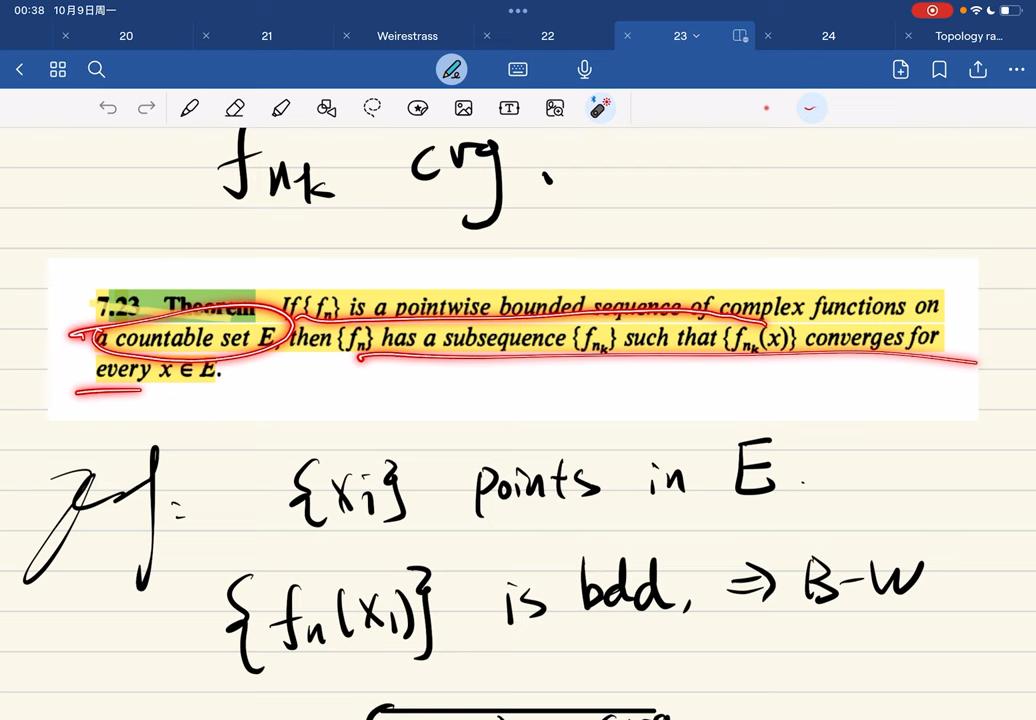 00:38 10月9日周一
20 21 Weirestrass 22 23 24 Topology ra...
f_{n_k} cvg.
7.23 Theorem If {f_n} is a pointwise bounded sequence of complex functions on
a countable set E, then {f_n} has a subsequence {f_{n_k}} such that {f_{n_k}(x)} converges for
every x ∈ E.
{x_i} points in E.
{f_n(x_1)} is bdd, ⇒ B-W